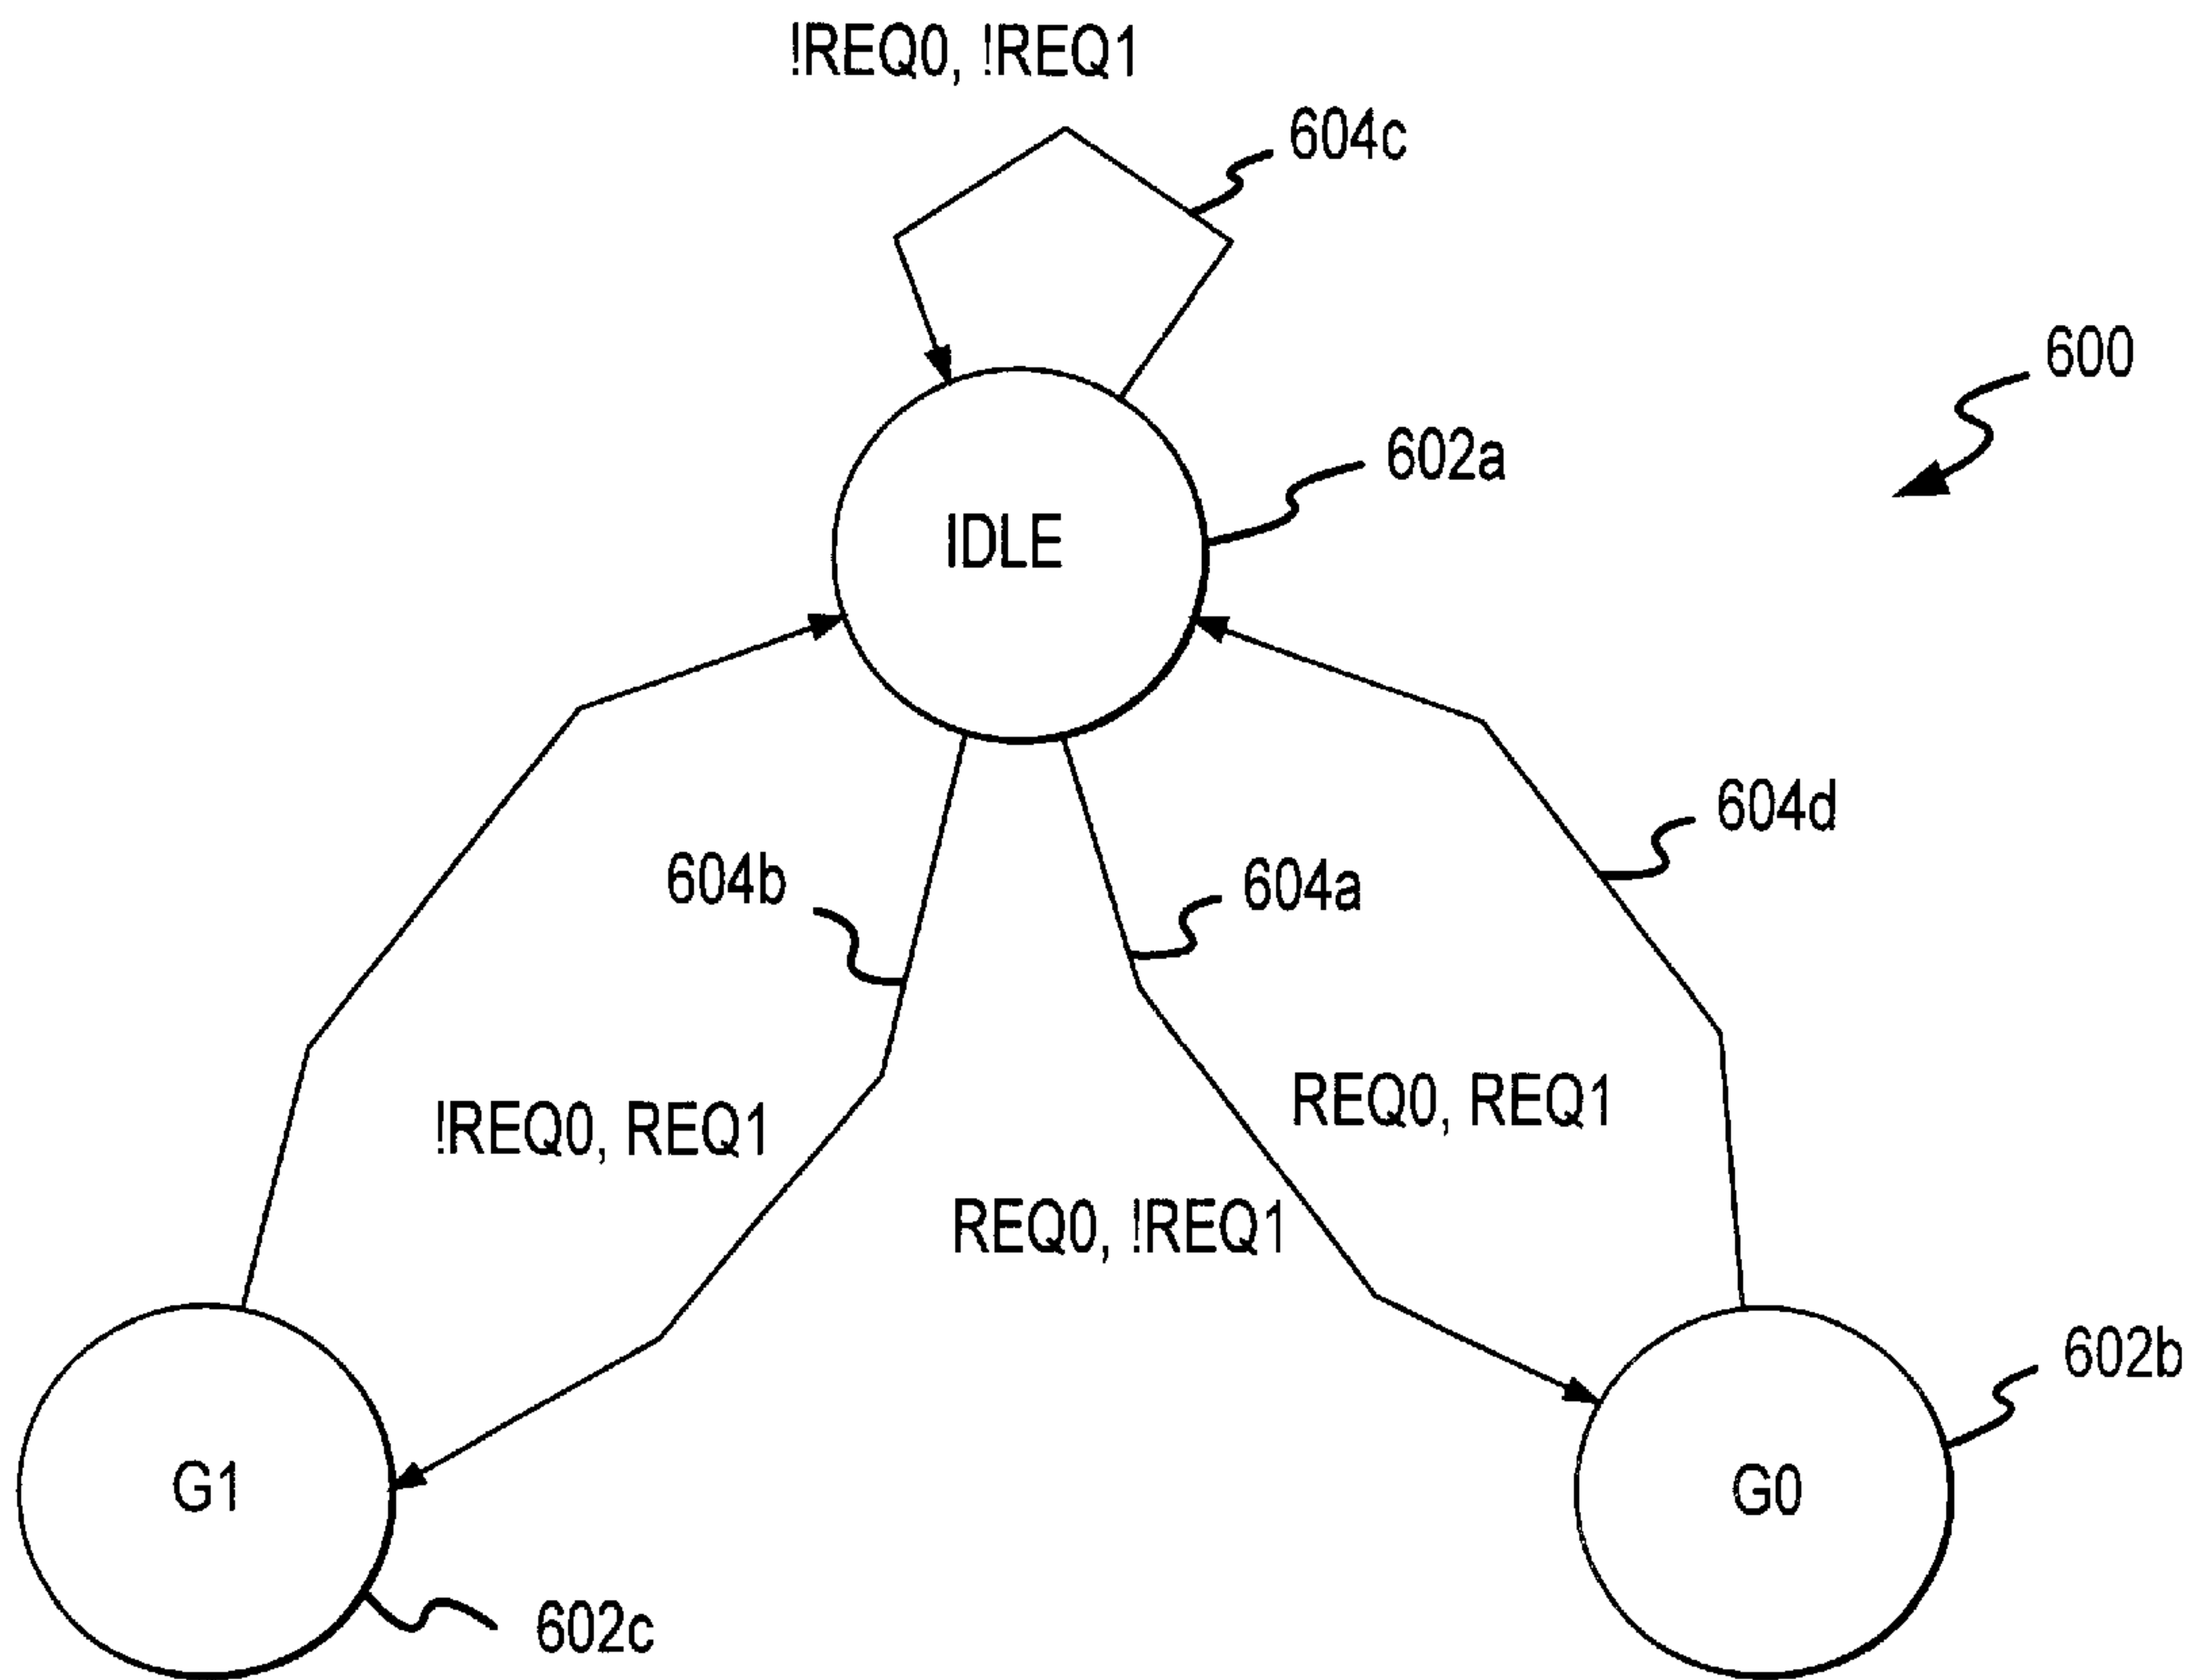 !REQ0, !REQ1
604c
600
602a
IDLE
604d
604b
604a
REQ0, REQ1
!REQ0, REQ1
REQ0, !REQ1
602b
G1
G0
602c